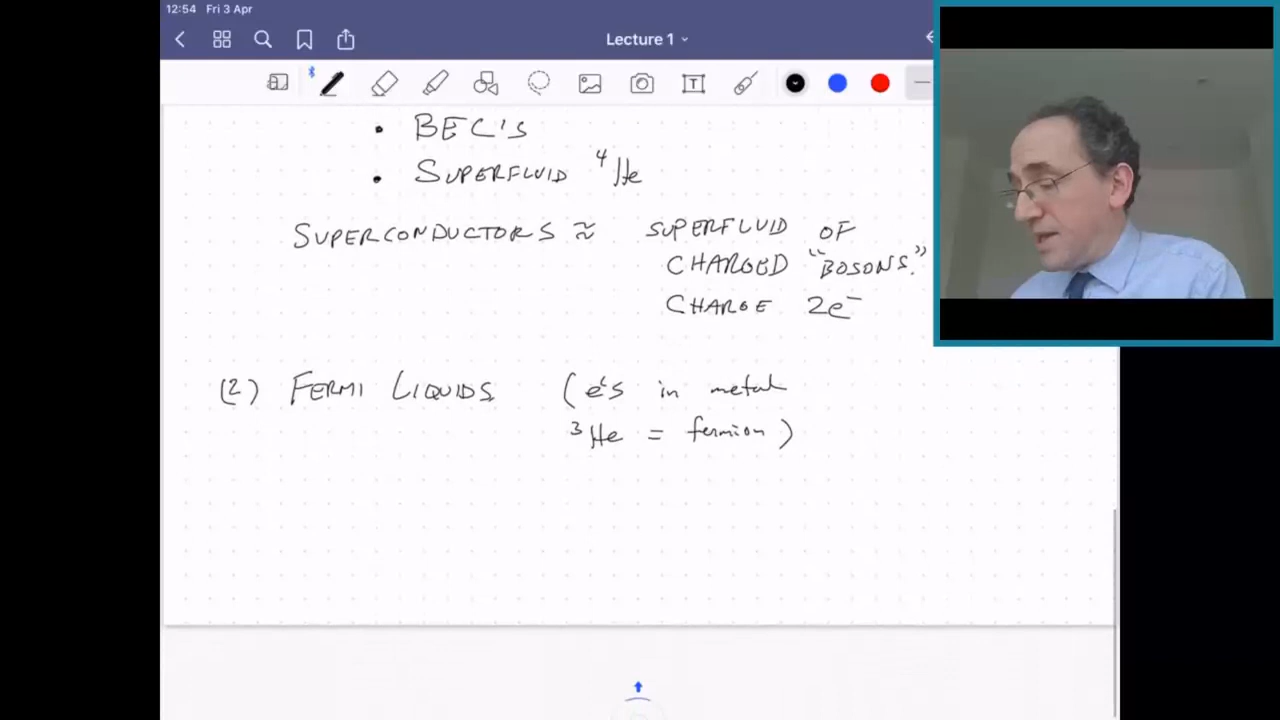 12:54 Fri 3 Apr
Lecture 1
• BEC's
• SUPERFLUID ⁴He
SUPERCONDUCTORS ≈ SUPERFLUID OF
CHARGED "BOSONS."
CHARGE 2e⁻
(2) FERMI LIQUIDS (e's in metal
³He = fermion)